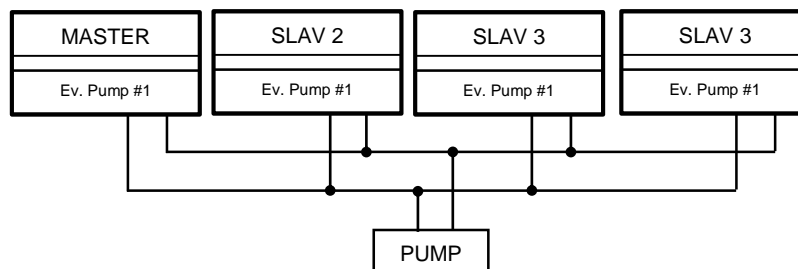 MASTER
SLAV 2
SLAV 3
SLAV 3
Ev. Pump #1
Ev. Pump #1
Ev. Pump #1
Ev. Pump #1
PUMP